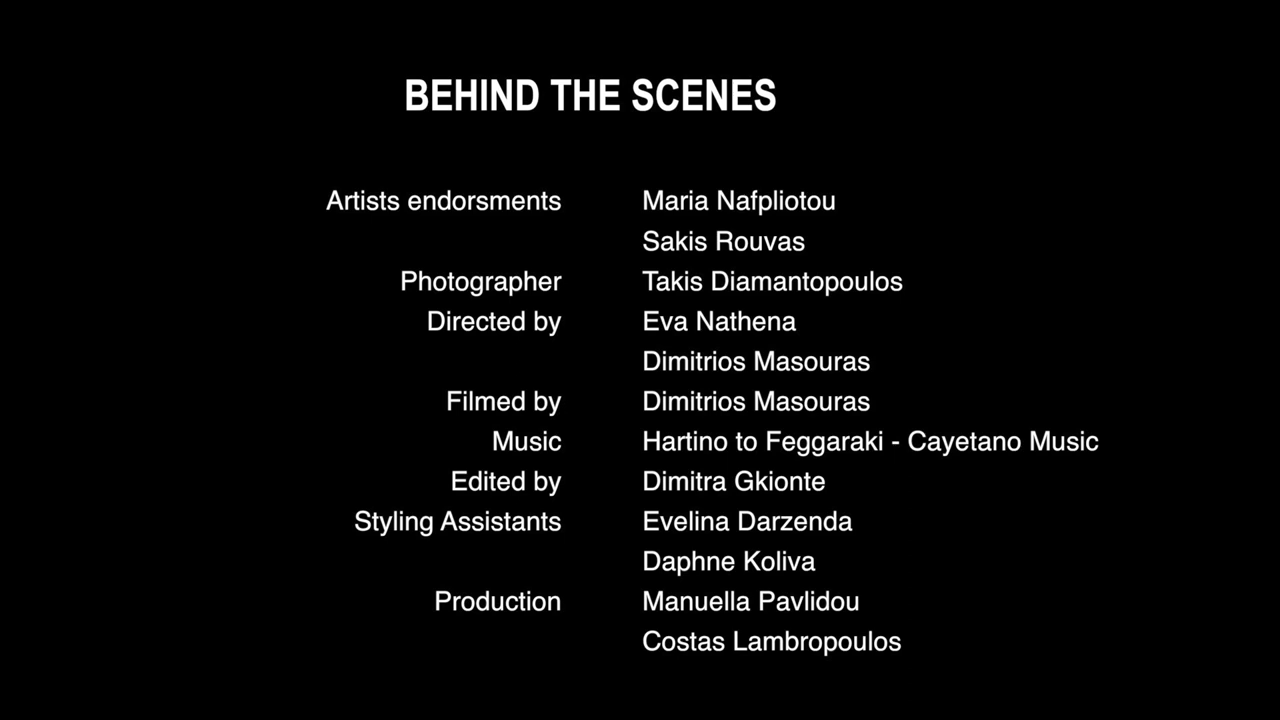 BEHIND THE SCENES
Artists endorsments Maria Nafpliotou
Sakis Rouvas
Photographer Takis Diamantopoulos
Directed by Eva Nathena
Dimitrios Masouras
Filmed by Dimitrios Masouras
Music Hartino to Feggaraki - Cayetano Music
Edited by Dimitra Gkionte
Styling Assistants Evelina Darzenda
Daphne Koliva
Production Manuella Pavlidou
Costas Lambropoulos